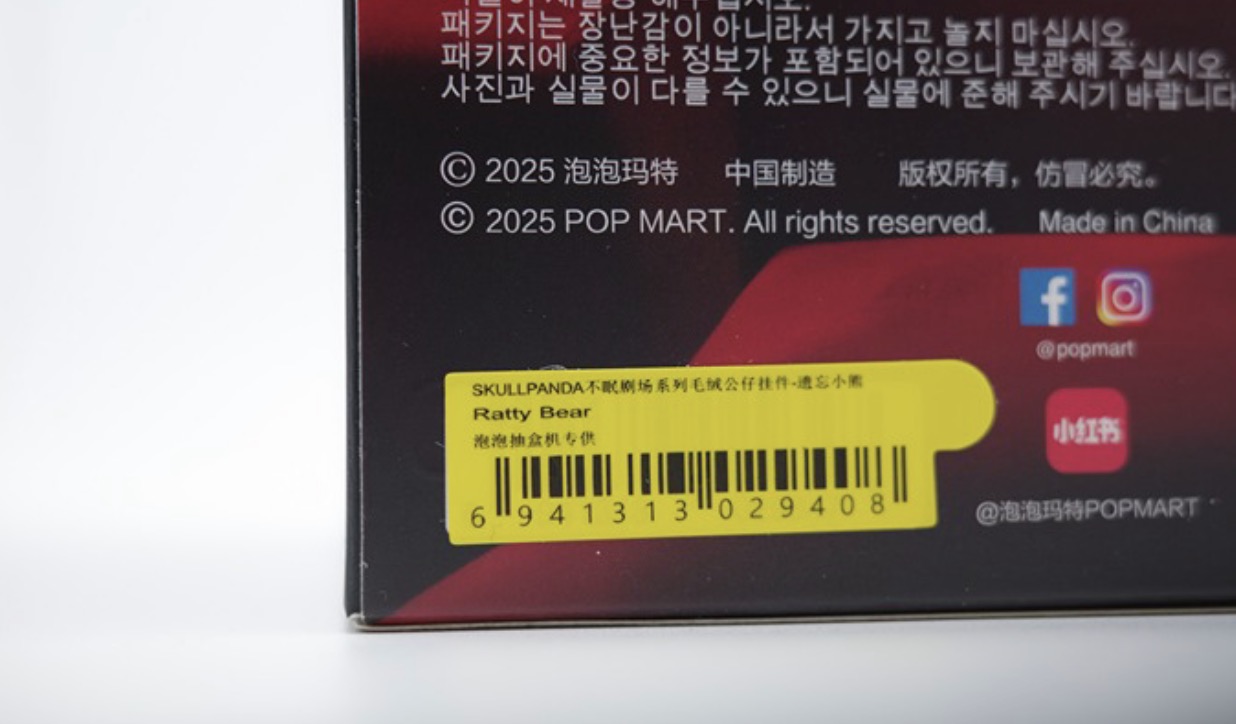 패키지는 장난감이 아니라서 가지고 놀지 마십시오.
패키지에 중요한 정보가 포함되어 있으니 보관해 주십시오.
사진과 실물이 다를 수 있으니 실물에 준해 주시기 바랍니다
© 2025 泡泡玛特 中国制造 版权所有，仿冒必究。
© 2025 POP MART. All rights reserved. Made in China
@popmart
SKULLPANDA不眠剧场系列毛绒公仔挂件-遗忘小熊
Ratty Bear
泡泡抽盒机专供
6 941313 029408
小红书
@泡泡玛特POPMART